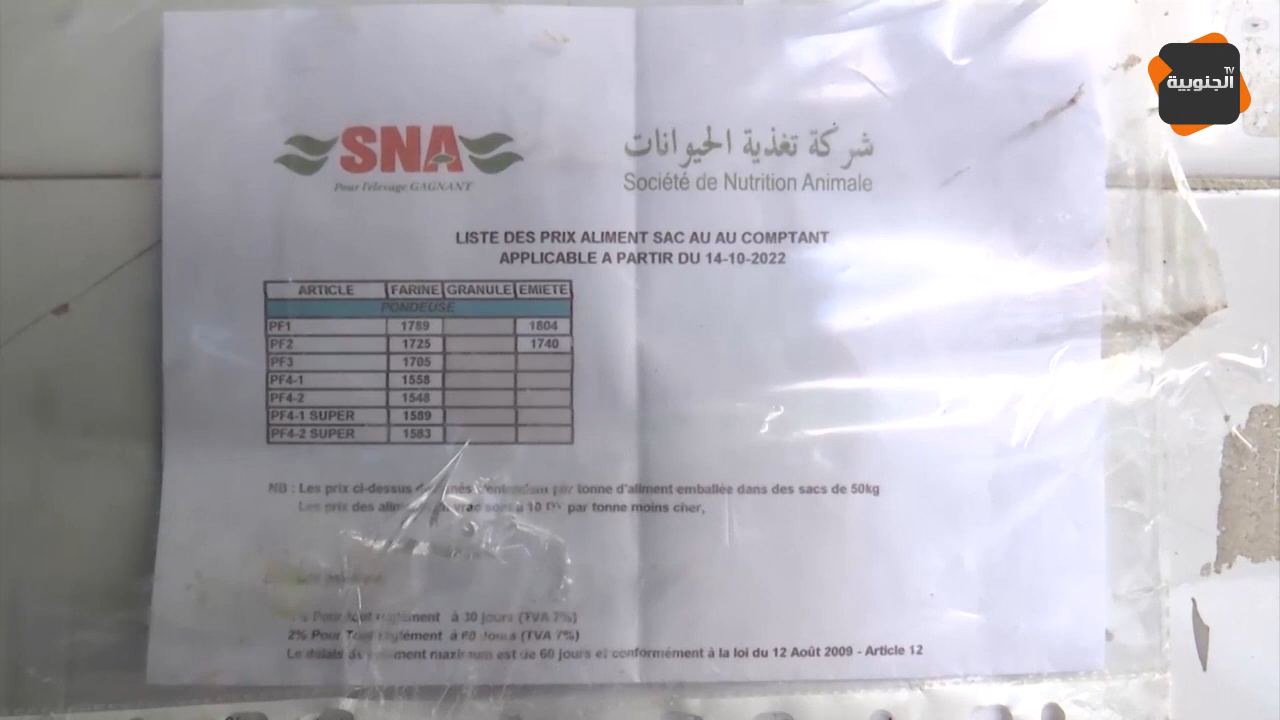 الجنوبية TV
SNA
Pour l'élevage GAGNANT
شركة تغذية الحيوانات
Société de Nutrition Animale
LISTE DES PRIX ALIMENT SAC AU AU COMPTANT
APPLICABLE A PARTIR DU 14-10-2022
ARTICLE FARINE GRANULE EMIETE
PONDEUSE
PF1 1789 1804
PF2 1725 1740
PF3 1705
PF4-1 1558
PF4-2 1548
PF4-1 SUPER 1589
PF4-2 SUPER 1583
NB : Les prix ci-dessus par tonne d'aliment emballée dans des sacs de 50kg
Les prix des à 10 par tonne moins cher,
Pour tout règlement à 30 jours (TVA 7%)
2% Pour Tout règlement à 60 Jours (TVA 7%)
Le maximum est de 60 jours et conformément à la loi du 12 Août 2009 - Article 12